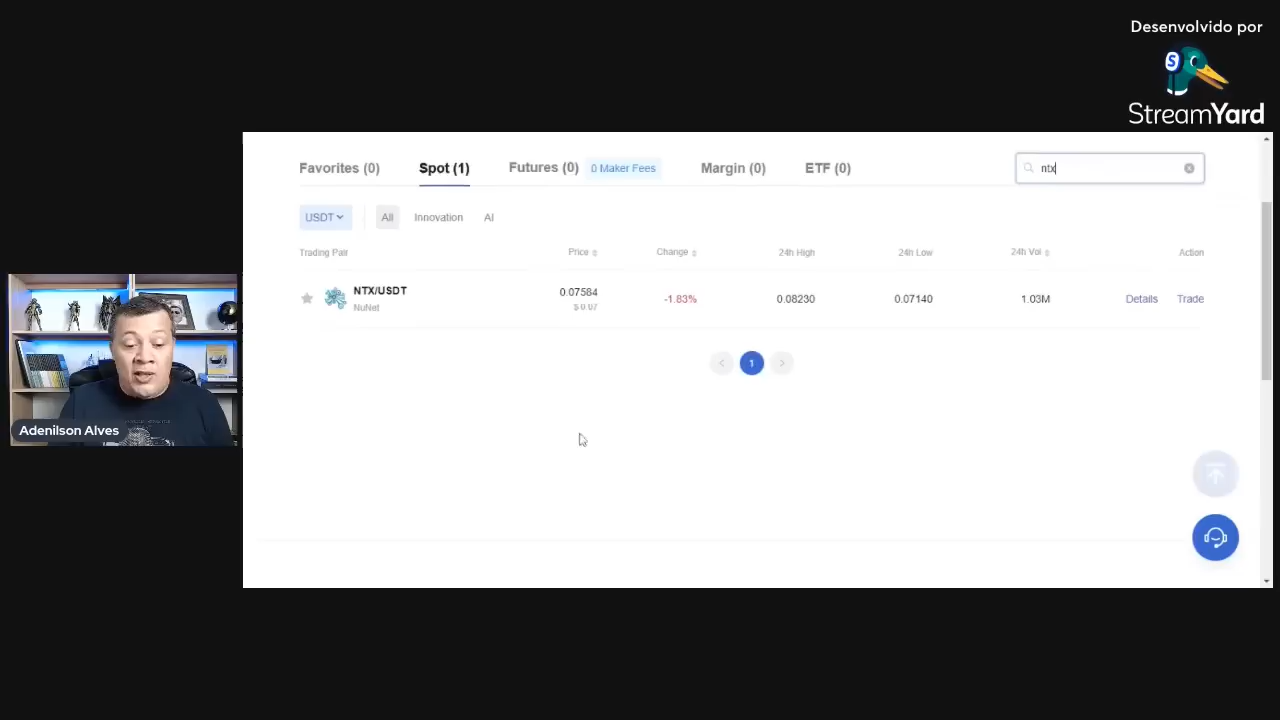 Desenvolvido por
S
StreamYard
Favorites (0) Spot (1) Futures (0) 0 Maker Fees Margin (0) ETF (0) ntx
USDT All Innovation AI
Trading Pair Price Change 24h High 24h Low 24h Vol Action
NTX/USDT 0.07584 -1.83% 0.08230 0.07140 1.03M Details Trade
NuNet $ 0.07
1
Adenilson Alves